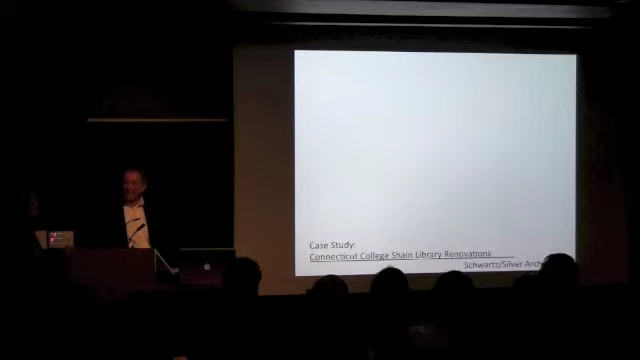 Case Study:
Connecticut College Shain Library Renovations
Schwartz/Silver Arch